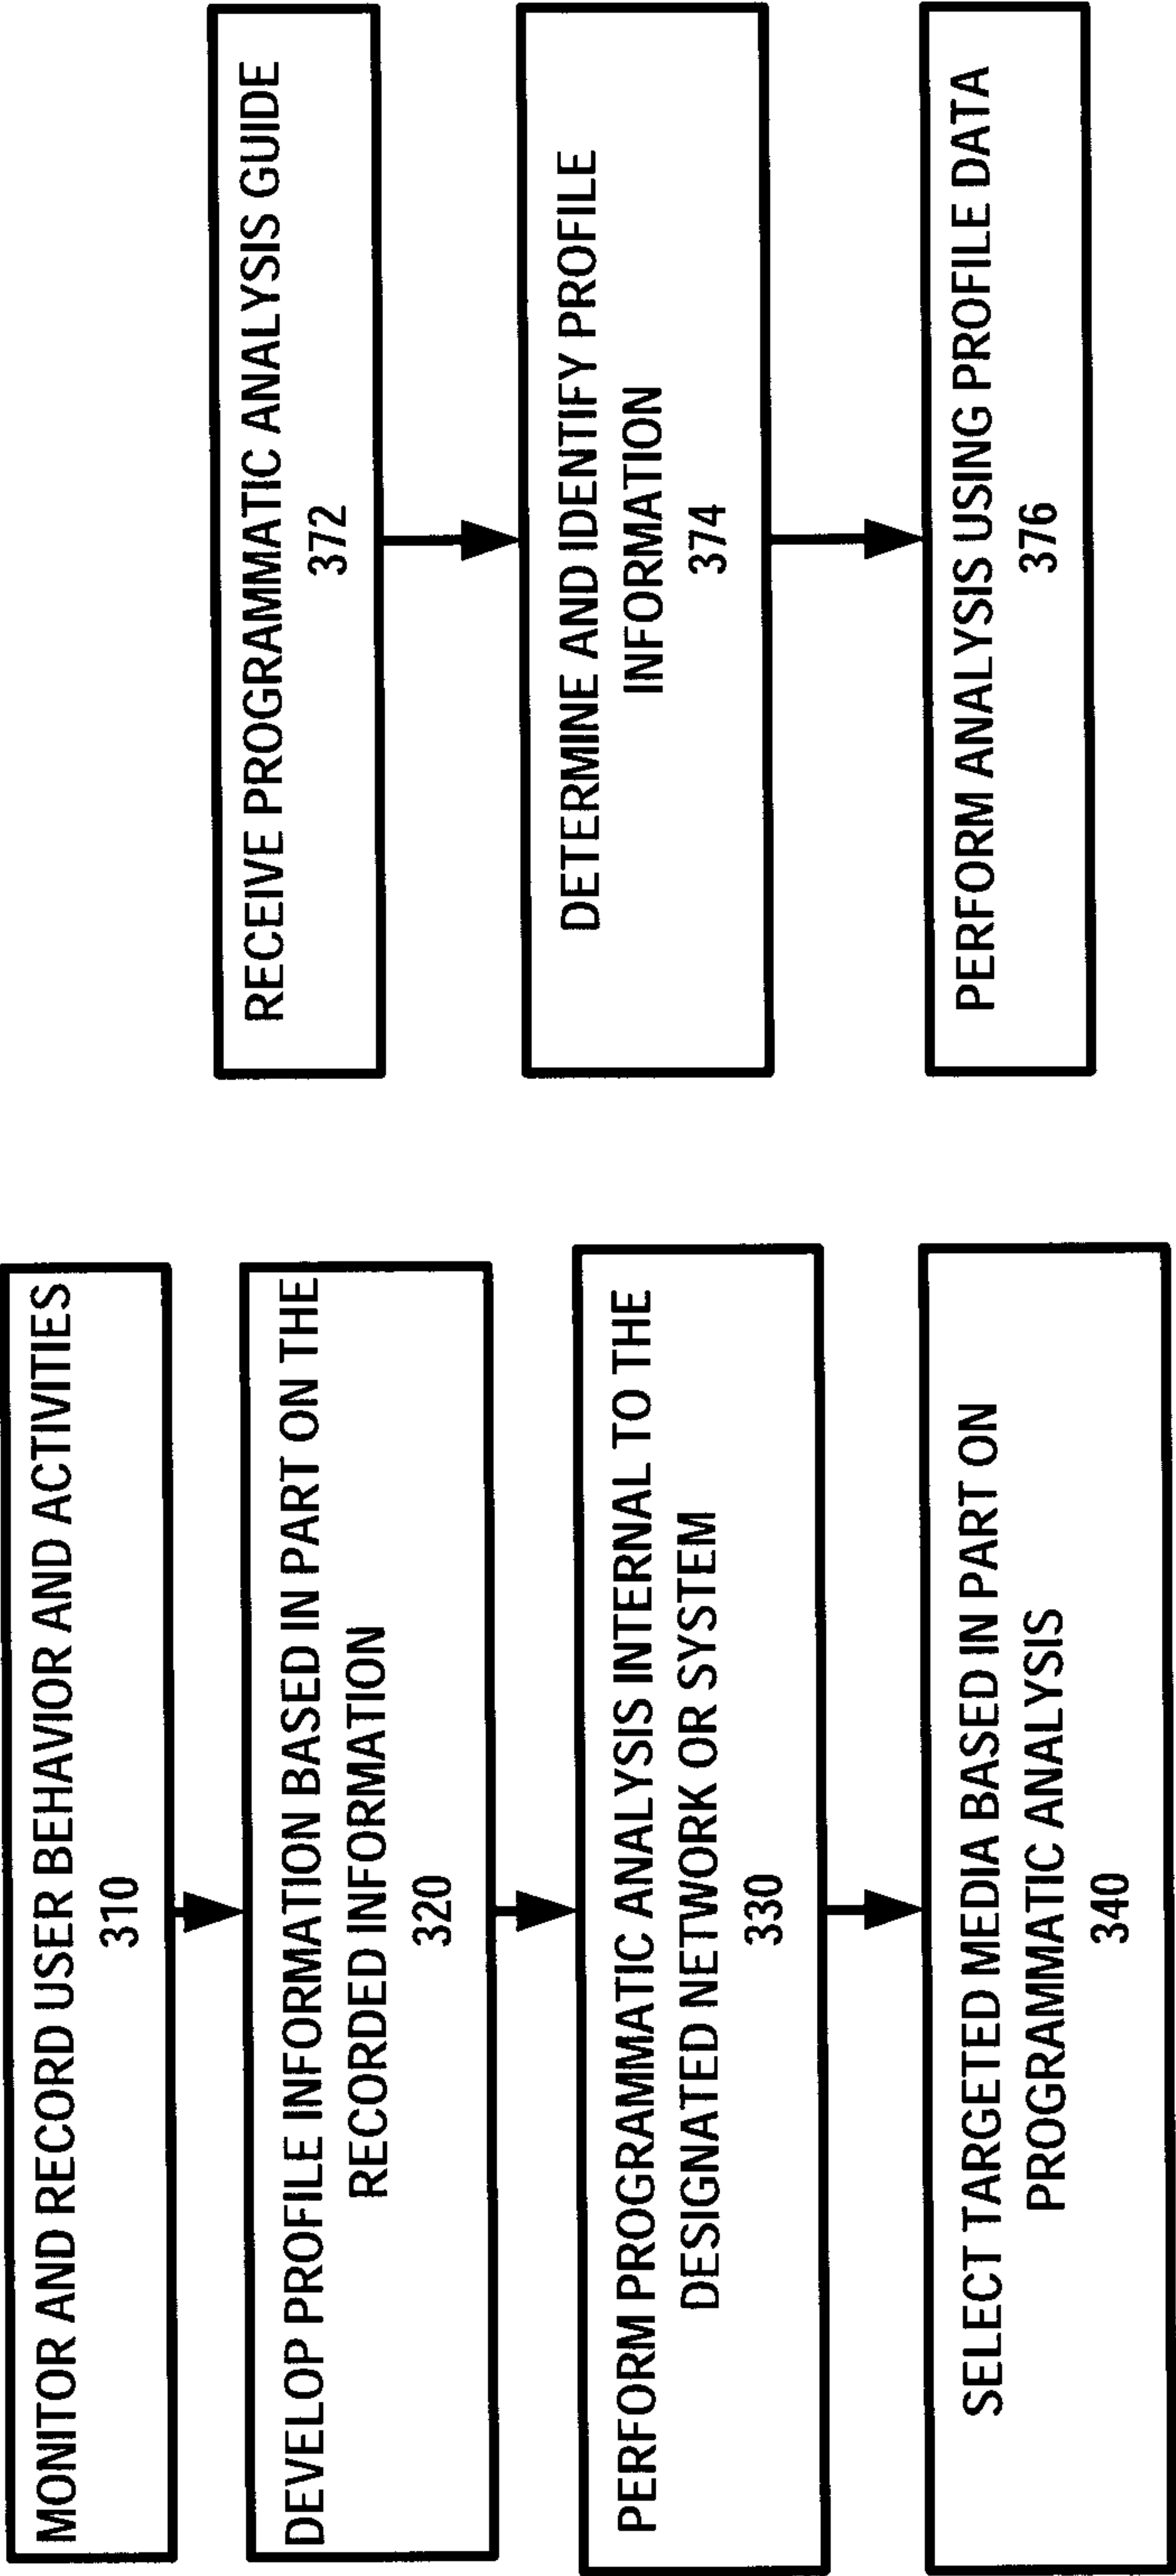 MONITOR AND RECORD USER BEHAVIOR AND ACTIVITIES
310
DEVELOP PROFILE INFORMATION BASED IN PART ON THE
RECORDED INFORMATION
320
PERFORM PROGRAMMATIC ANALYSIS INTERNAL TO THE
DESIGNATED NETWORK OR SYSTEM
330
SELECT TARGETED MEDIA BASED IN PART ON
PROGRAMMATIC ANALYSIS
340
RECEIVE PROGRAMMATIC ANALYSIS GUIDE
372
DETERMINE AND IDENTIFY PROFILE
INFORMATION
374
PERFORM ANALYSIS USING PROFILE DATA
376